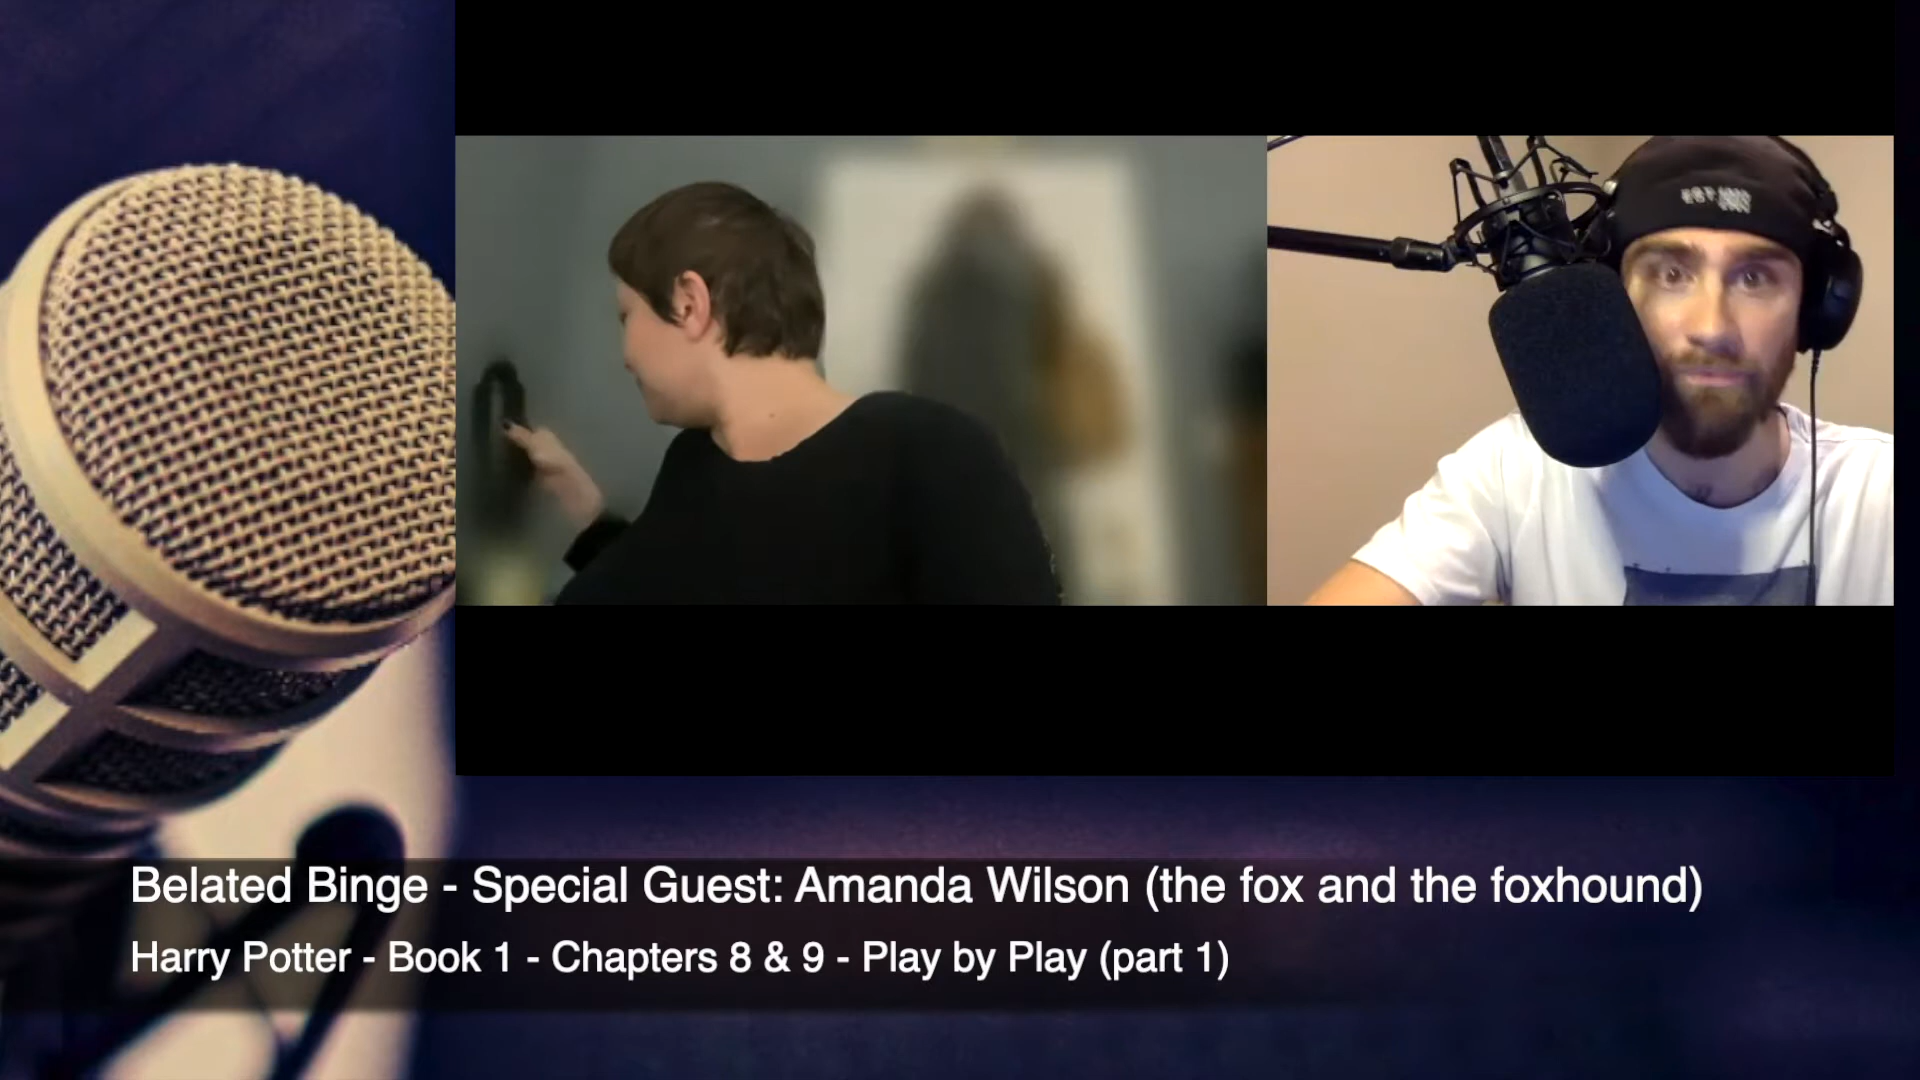 Belated Binge - Special Guest: Amanda Wilson (the fox and the foxhound)
Harry Potter - Book 1 - Chapters 8 & 9 - Play by Play (part 1)